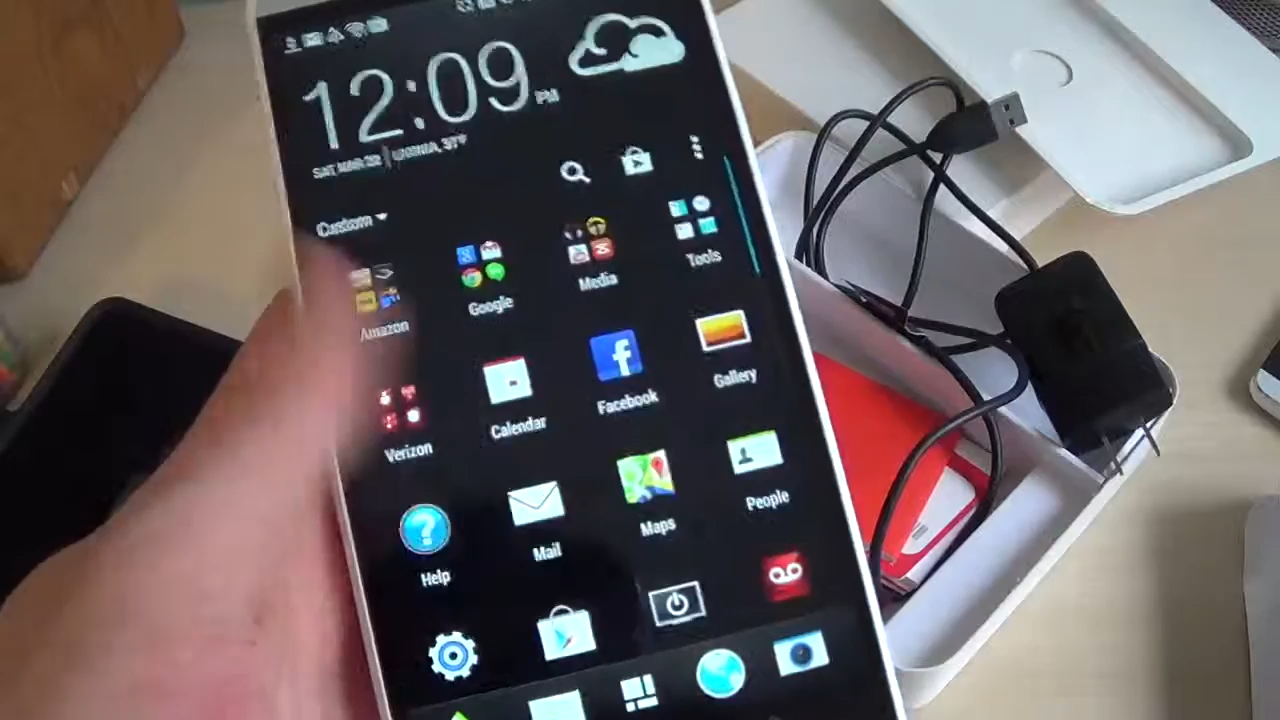 12:09 PM
Custom
Amazon
Google
Media
Tools
Verizon
Calendar
Facebook
Gallery
Help
Mail
Maps
People